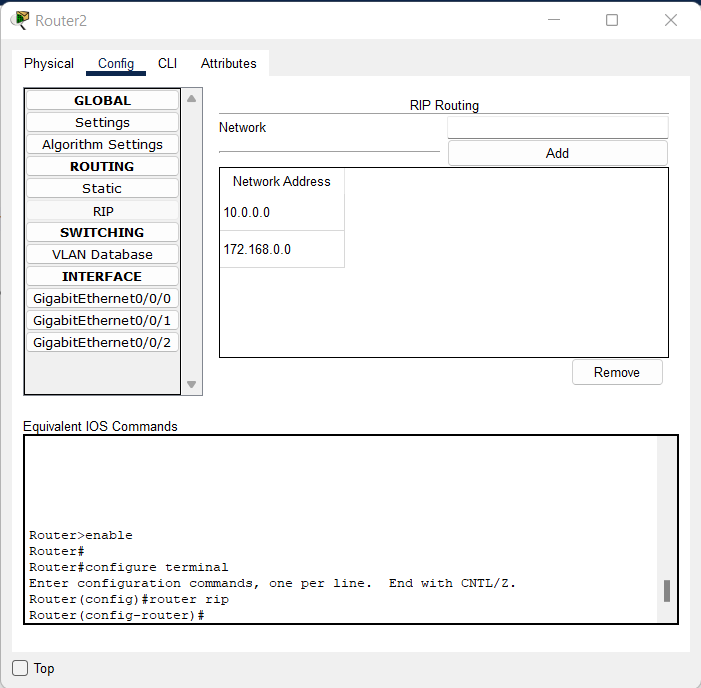 Router2
Physical Config CLI Attributes
GLOBAL
Settings
Algorithm Settings
ROUTING
Static
RIP
SWITCHING
VLAN Database
INTERFACE
GigabitEthernet0/0/0
GigabitEthernet0/0/1
GigabitEthernet0/0/2
RIP Routing
Network
Add
Network Address
10.0.0.0
172.168.0.0
Remove
Equivalent IOS Commands
Router>enable
Router#
Router#configure terminal
Enter configuration commands, one per line.  End with CNTL/Z.
Router(config)#router rip
Router(config-router)#
Top